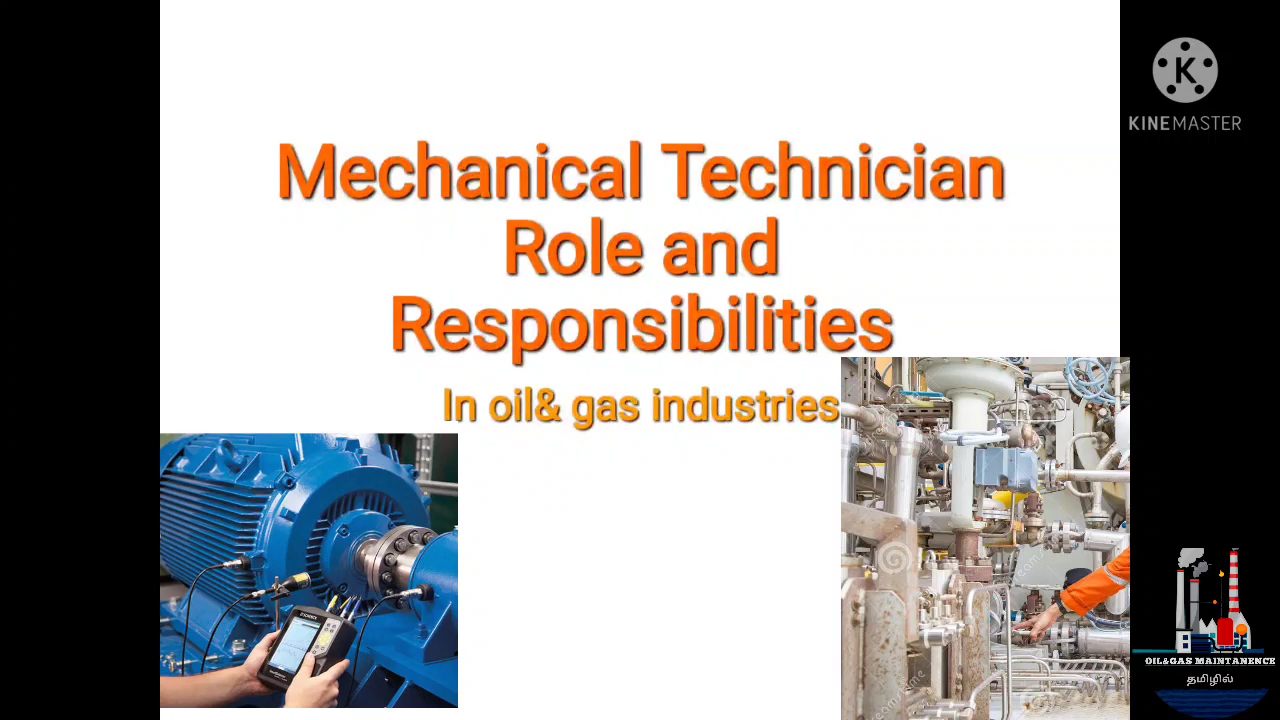 KINEMASTER
Mechanical Technician
Role and
Responsibilities
In oil& gas industries
OIL&GAS MAINTANENCE
தமிழில்